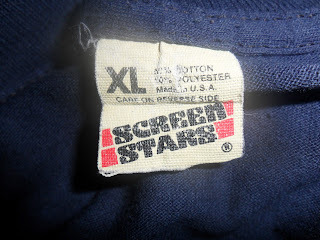 XL
COTTON
POLYESTER
Made in U.S.A.
CARE ON REVERSE SIDE
SCREEN
STARS
®